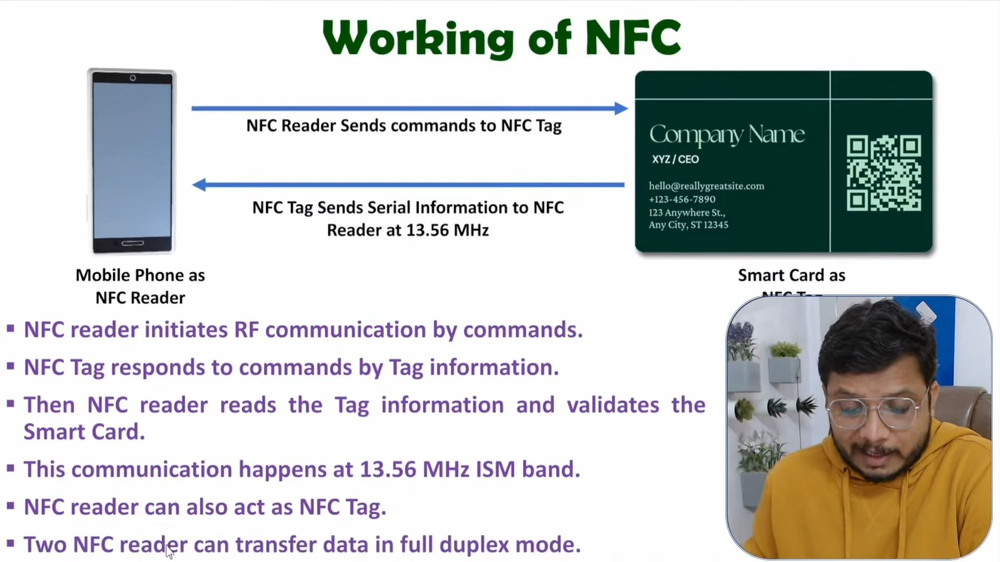 Working of NFC
NFC Reader Sends commands to NFC Tag
NFC Tag Sends Serial Information to NFC
Reader at 13.56 MHz
Mobile Phone as
NFC Reader
Company Name
XYZ / CEO
hello@reallygreatsite.com
+123-456-7890
123 Anywhere St.,
Any City, ST 12345
Smart Card as
NFC Tag
▪ NFC reader initiates RF communication by commands.
▪ NFC Tag responds to commands by Tag information.
▪ Then NFC reader reads the Tag information and validates the
Smart Card.
▪ This communication happens at 13.56 MHz ISM band.
▪ NFC reader can also act as NFC Tag.
▪ Two NFC reader can transfer data in full duplex mode.